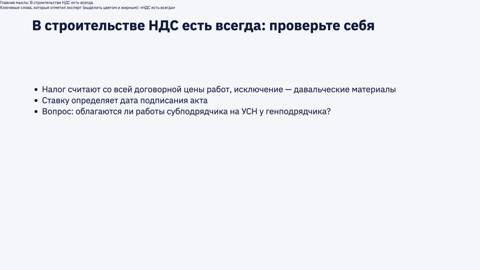 Главная мысль: В строительстве НДС есть всегда.
Ключевые слова, которые отметил эксперт (выделить цветом и жирным): «НДС есть всегда»
В строительстве НДС есть всегда: проверьте себя
Налог считают со всей договорной цены работ, исключение — давальческие материалы
Ставку определяет дата подписания акта
Вопрос: облагаются ли работы субподрядчика на УСН у генподрядчика?